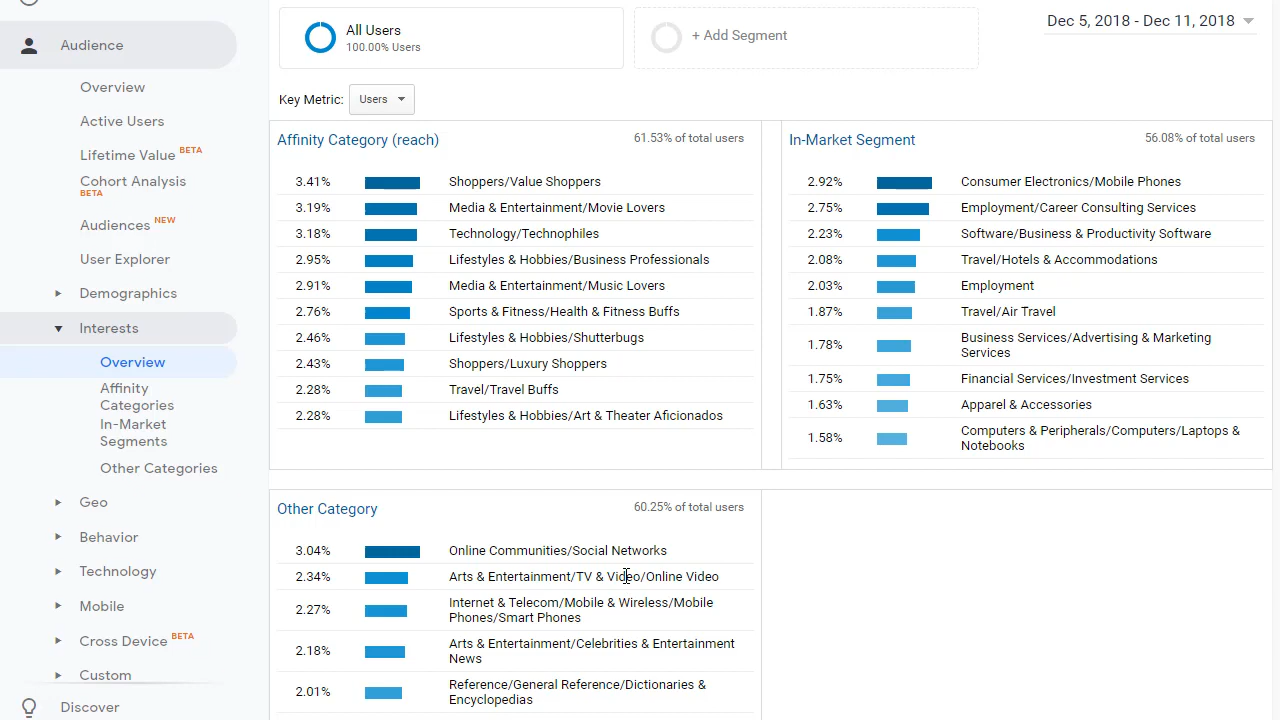 Audience
Overview
Active Users
Lifetime Value BETA
Cohort Analysis
BETA
Audiences NEW
User Explorer
Demographics
Interests
Overview
Affinity
Categories
In-Market
Segments
Other Categories
Geo
Behavior
Technology
Mobile
Cross Device BETA
Custom
Discover
All Users
100.00% Users
+ Add Segment
Dec 5, 2018 - Dec 11, 2018
Key Metric: Users
Affinity Category (reach) 61.53% of total users
3.41% Shoppers/Value Shoppers
3.19% Media & Entertainment/Movie Lovers
3.18% Technology/Technophiles
2.95% Lifestyles & Hobbies/Business Professionals
2.91% Media & Entertainment/Music Lovers
2.76% Sports & Fitness/Health & Fitness Buffs
2.46% Lifestyles & Hobbies/Shutterbugs
2.43% Shoppers/Luxury Shoppers
2.28% Travel/Travel Buffs
2.28% Lifestyles & Hobbies/Art & Theater Aficionados
In-Market Segment 56.08% of total users
2.92% Consumer Electronics/Mobile Phones
2.75% Employment/Career Consulting Services
2.23% Software/Business & Productivity Software
2.08% Travel/Hotels & Accommodations
2.03% Employment
1.87% Travel/Air Travel
1.78% Business Services/Advertising & Marketing
Services
1.75% Financial Services/Investment Services
1.63% Apparel & Accessories
1.58% Computers & Peripherals/Computers/Laptops &
Notebooks
Other Category 60.25% of total users
3.04% Online Communities/Social Networks
2.34% Arts & Entertainment/TV & Video/Online Video
2.27% Internet & Telecom/Mobile & Wireless/Mobile
Phones/Smart Phones
2.18% Arts & Entertainment/Celebrities & Entertainment
News
2.01% Reference/General Reference/Dictionaries &
Encyclopedias